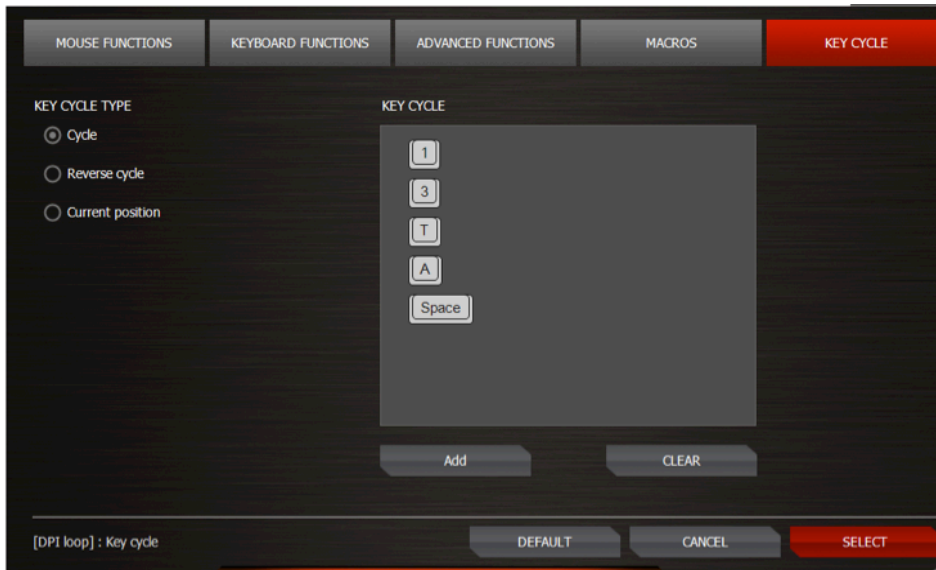 MOUSE FUNCTIONS KEYBOARD FUNCTIONS ADVANCED FUNCTIONS MACROS KEY CYCLE
KEY CYCLE TYPE
Cycle
Reverse cycle
Current position
KEY CYCLE
1
3
T
A
Space
Add CLEAR
[DPI loop] : Key cycle DEFAULT CANCEL SELECT